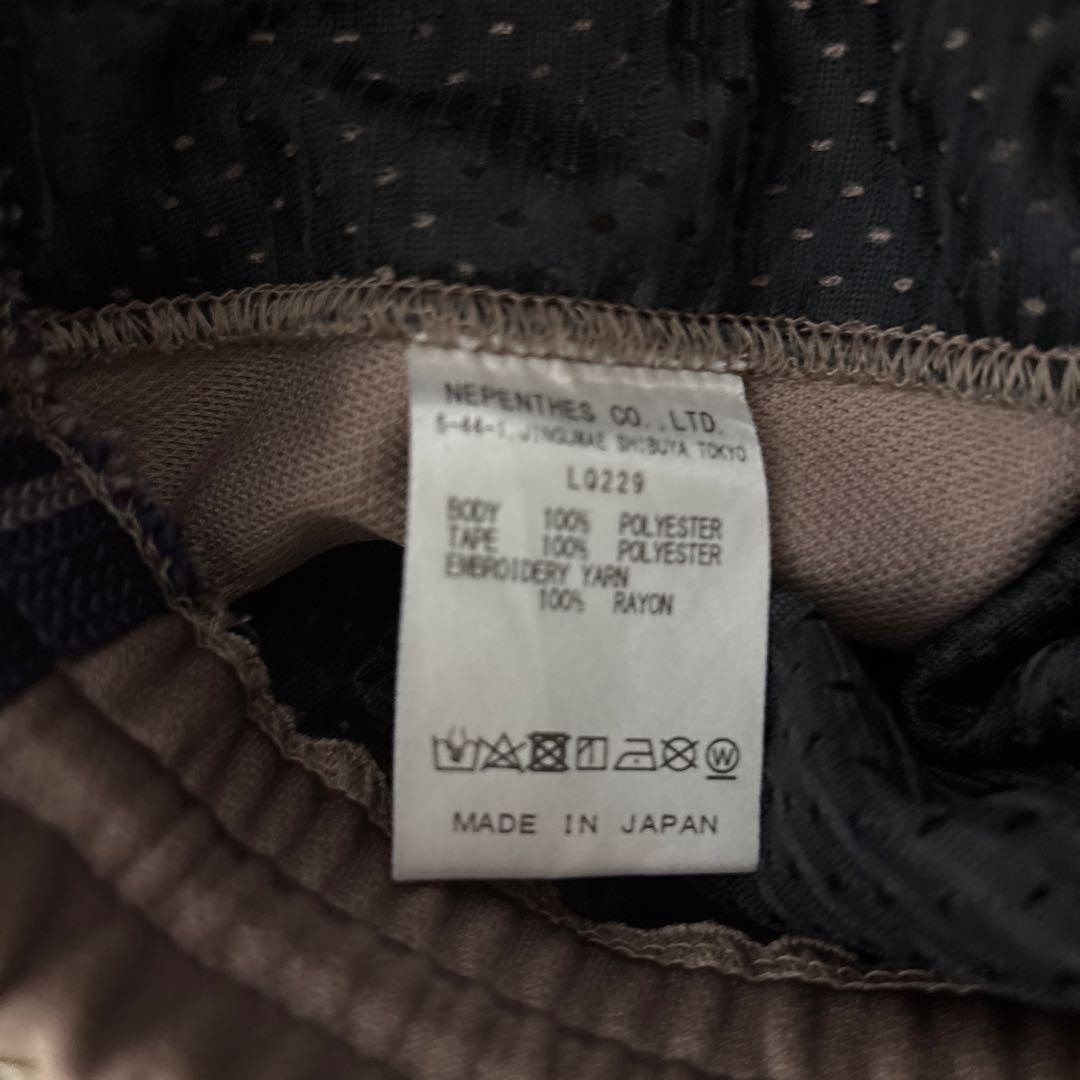 NEPENTHES CO.,LTD.
5-44-1, JINGUMAE SHIBUYA TOKYO
LQ229
BODY 100% POLYESTER
TAPE 100% POLYESTER
EMBROIDERY YARN
100% RAYON
W
MADE IN JAPAN